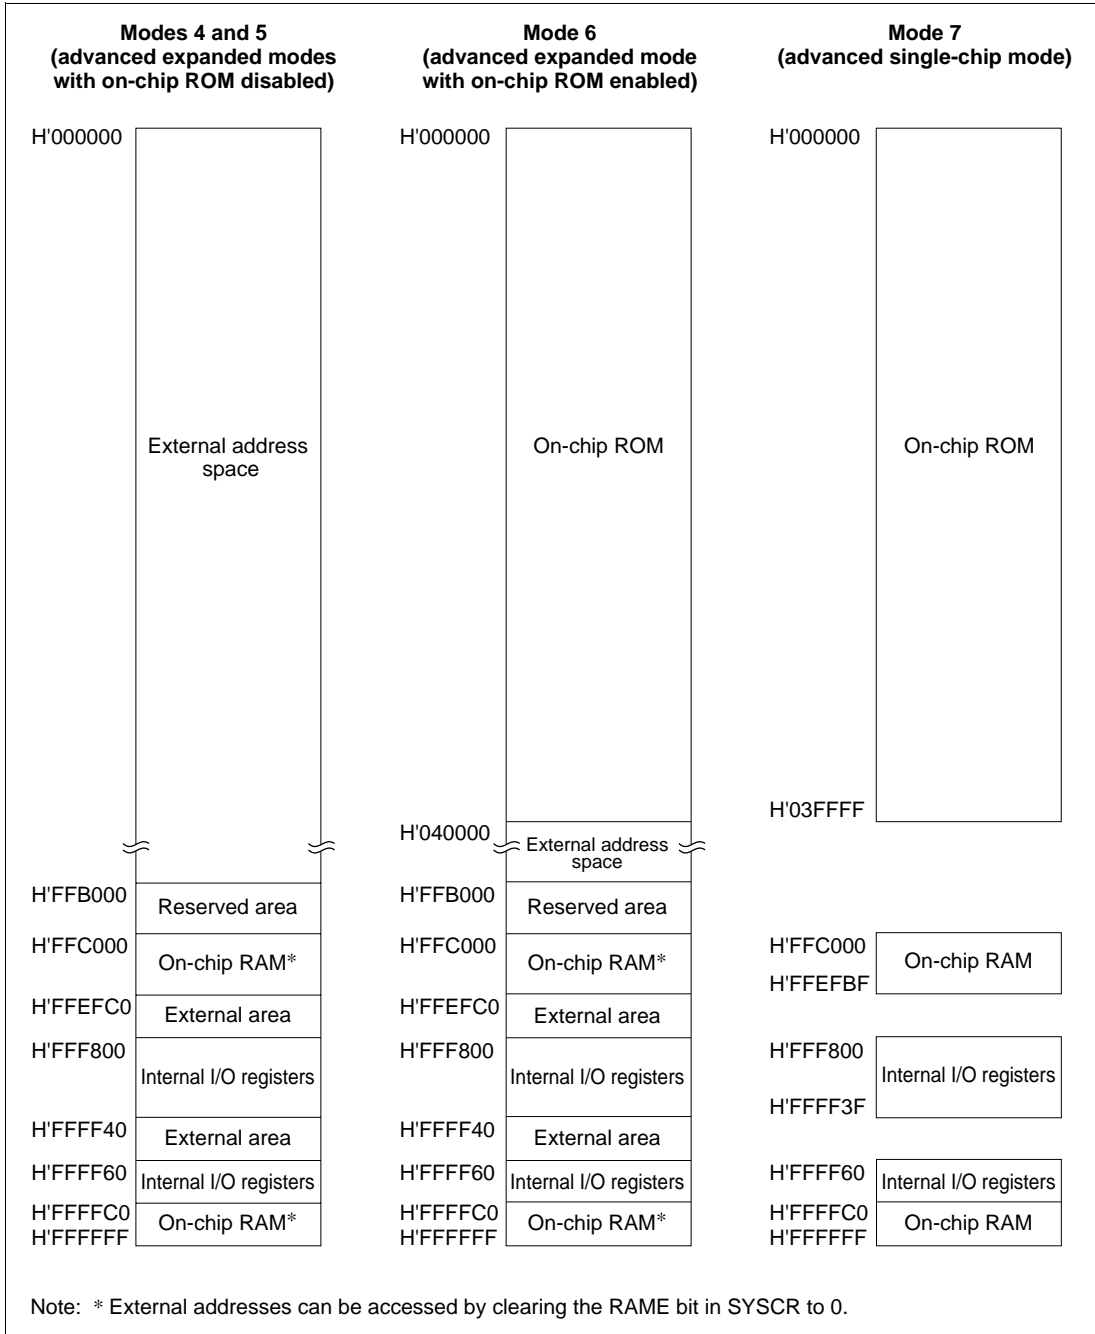 Modes 4 and 5
(advanced expanded modes
with on-chip ROM disabled)
H'000000
External address
space
H'FFB000
Reserved area
H'FFC000
On-chip RAM*
H'FFEFC0
External area
H'FFF800
Internal I/O registers
H'FFFF40
External area
H'FFFF60
Internal I/O registers
H'FFFFC0
On-chip RAM*
H'FFFFFF
Mode 6
(advanced expanded mode
with on-chip ROM enabled)
H'000000
On-chip ROM
H'040000
External address
space
H'FFB000
Reserved area
H'FFC000
On-chip RAM*
H'FFEFC0
External area
H'FFF800
Internal I/O registers
H'FFFF40
External area
H'FFFF60
Internal I/O registers
H'FFFFC0
On-chip RAM*
H'FFFFFF
Mode 7
(advanced single-chip mode)
H'000000
On-chip ROM
H'03FFFF
H'FFC000
On-chip RAM
H'FFEFBF
H'FFF800
Internal I/O registers
H'FFFF3F
H'FFFF60
Internal I/O registers
H'FFFFC0
On-chip RAM
H'FFFFFF
Note: * External addresses can be accessed by clearing the RAME bit in SYSCR to 0.